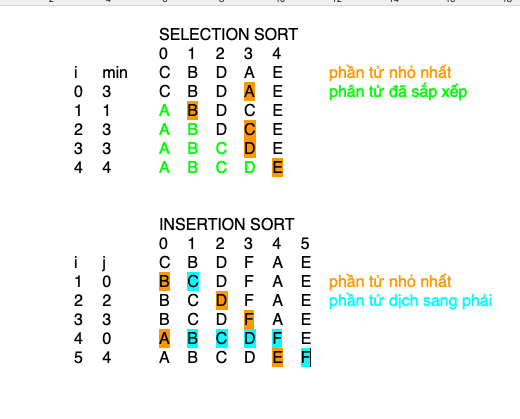 SELECTION SORT
0 1 2 3 4
i min C B D A E phần tử nhỏ nhất
0 3 C B D A E phân tử đã sắp xếp
1 1 A B D C E
2 3 A B D C E
3 3 A B C D E
4 4 A B C D E
INSERTION SORT
0 1 2 3 4 5
i j C B D F A E
1 0 B C D F A E phần tử nhỏ nhất
2 2 B C D F A E phần tử dịch sang phải
3 3 B C D F A E
4 0 A B C D F E
5 4 A B C D E F